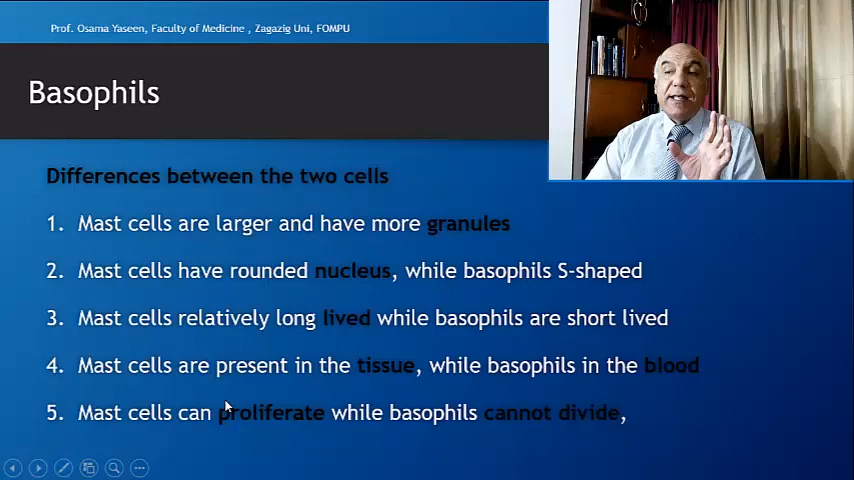 Prof. Osama Yaseen, Faculty of Medicine , Zagazig Uni, FOMPU
Basophils
Differences between the two cells
1. Mast cells are larger and have more granules
2. Mast cells have rounded nucleus, while basophils S-shaped
3. Mast cells relatively long lived while basophils are short lived
4. Mast cells are present in the tissue, while basophils in the blood
5. Mast cells can proliferate while basophils cannot divide,